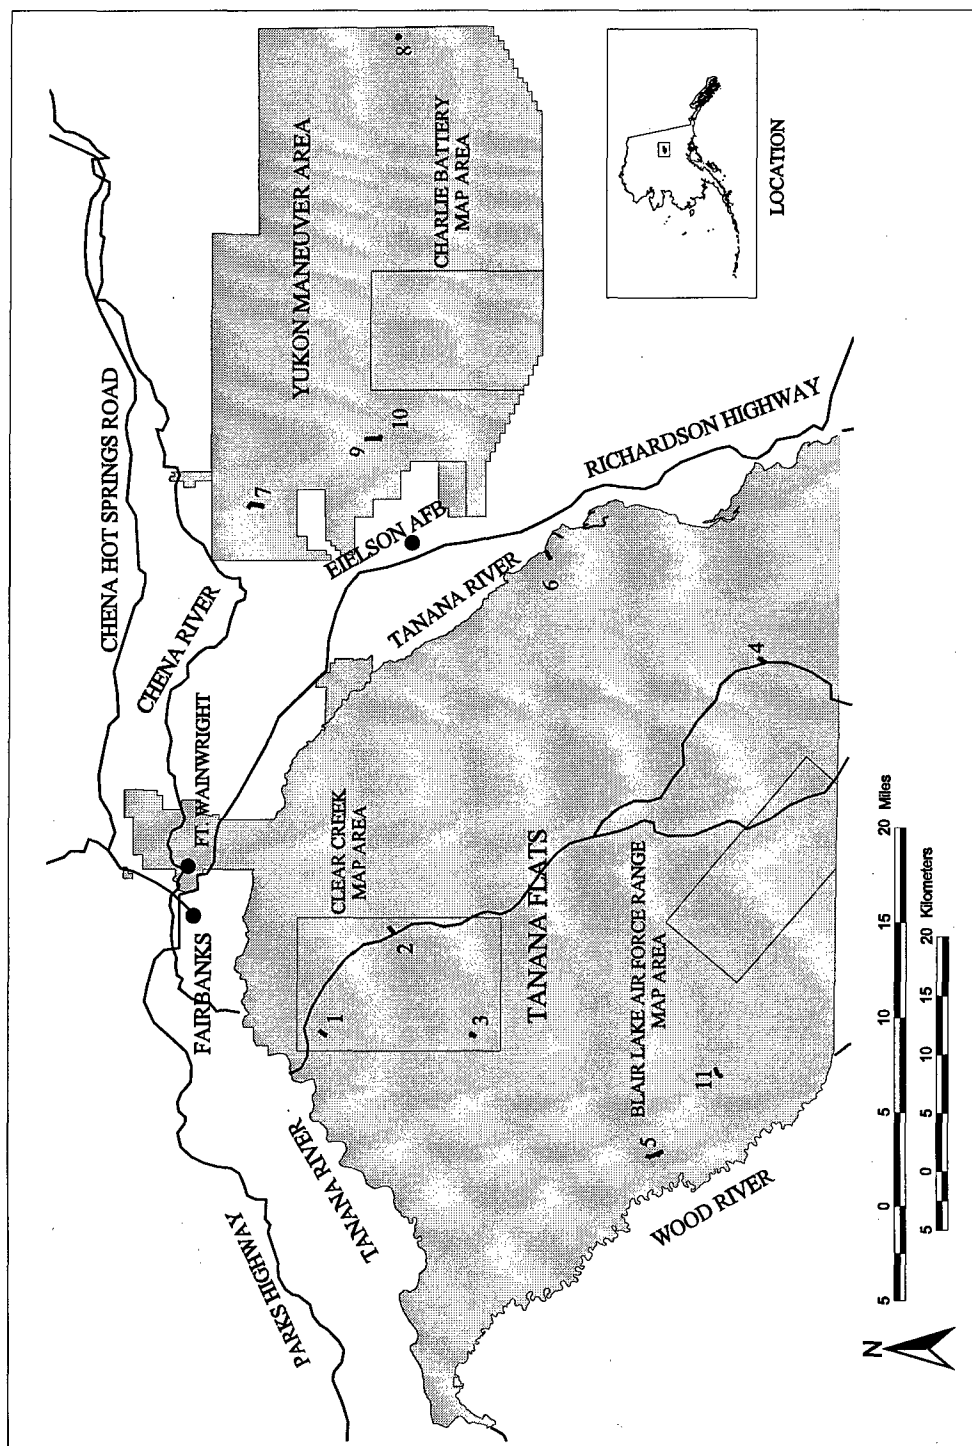 CHENA HOT SPRINGS ROAD
CHENA RIVER
FT. WAINWRIGHT
FAIRBANKS
PARKS HIGHWAY
TANANA RIVER
YUKON MANEUVER AREA
CHARLIE BATTERY
MAP AREA
7
8
9
10
EIELSON AFB
TANANA RIVER
RICHARDSON HIGHWAY
CLEAR CREEK
MAP AREA
1
2
3
TANANA FLATS
6
4
BLAIR LAKE AIR FORCE RANGE
MAP AREA
5
11
WOOD RIVER
LOCATION
N
5 0 5 10 15 20 Miles
5 0 5 10 15 20 Kilometers